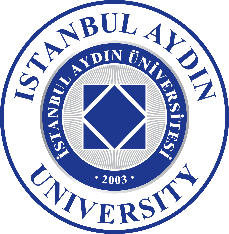 ISTANBUL AYDIN
UNIVERSITY
İSTANBUL AYDIN ÜNİVERSİTESİ
· 2003 ·